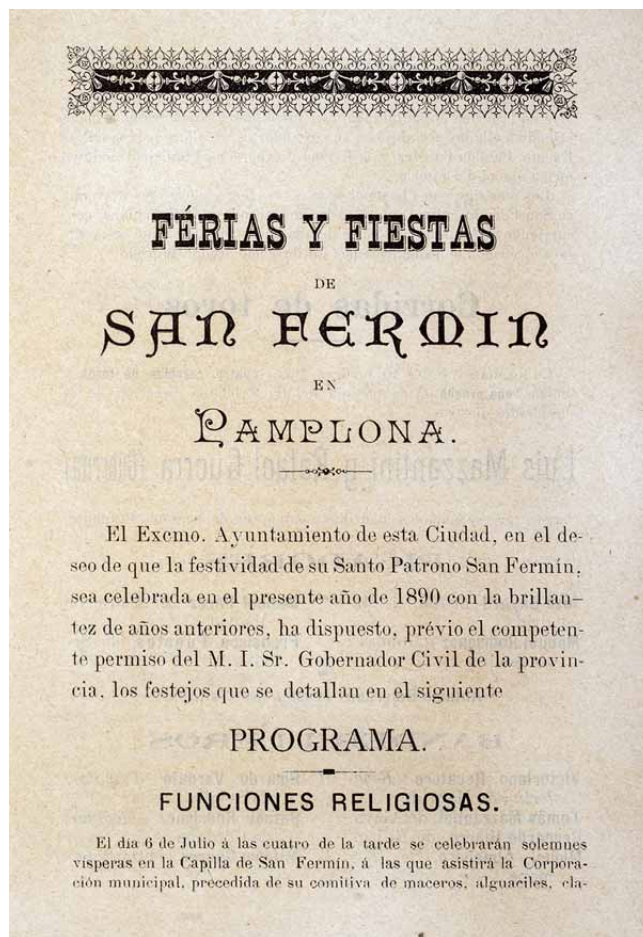 FÉRIAS Y FIESTAS
DE
SAN FERMIN
EN
PAMPLONA.
El Excmo. Ayuntamiento de esta Ciudad, en el de-
seo de que la festividad de su Santo Patrono San Fermín,
sea celebrada en el presente año de 1890 con la brillan-
tez de años anteriores, ha dispuesto, prévio el competen-
te permiso del M. I. Sr. Gobernador Civil de la provin-
cia, los festejos que se detallan en el siguiente
PROGRAMA.
FUNCIONES RELIGIOSAS.
El día 6 de Julio á las cuatro de la tarde se celebrarán solemnes
vísperas en la Capilla de San Fermín, á las que asistirá la Corpora-
ción municipal, precedida de su comitiva de maceros, alguaciles, cla-